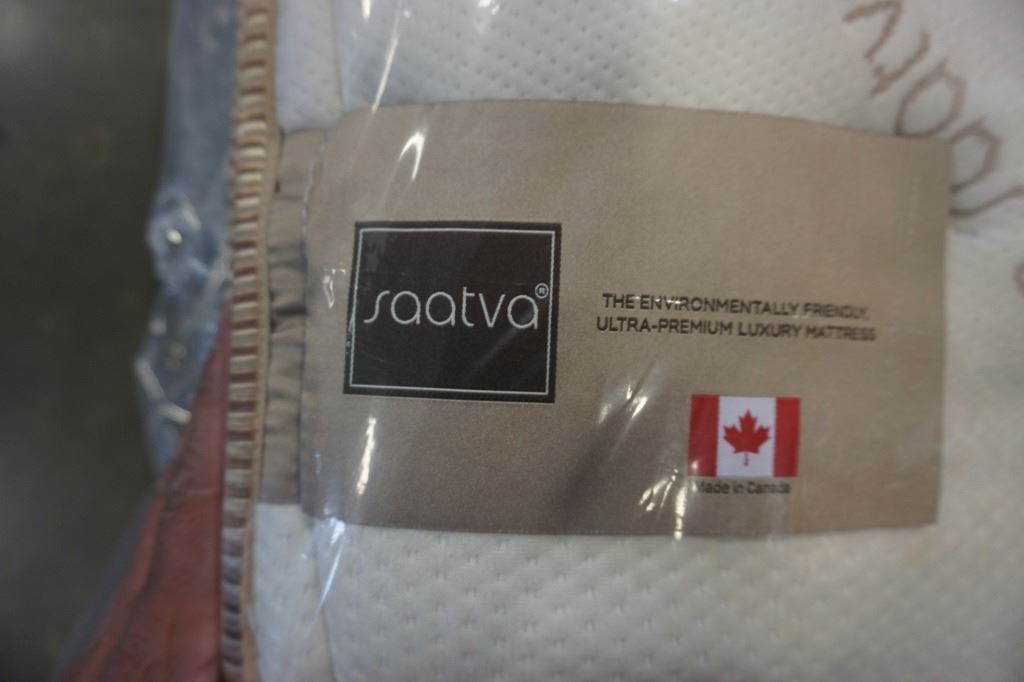 saatva®
THE ENVIRONMENTALLY FRIENDLY,
ULTRA-PREMIUM LUXURY MATTRESS
Made in Canada